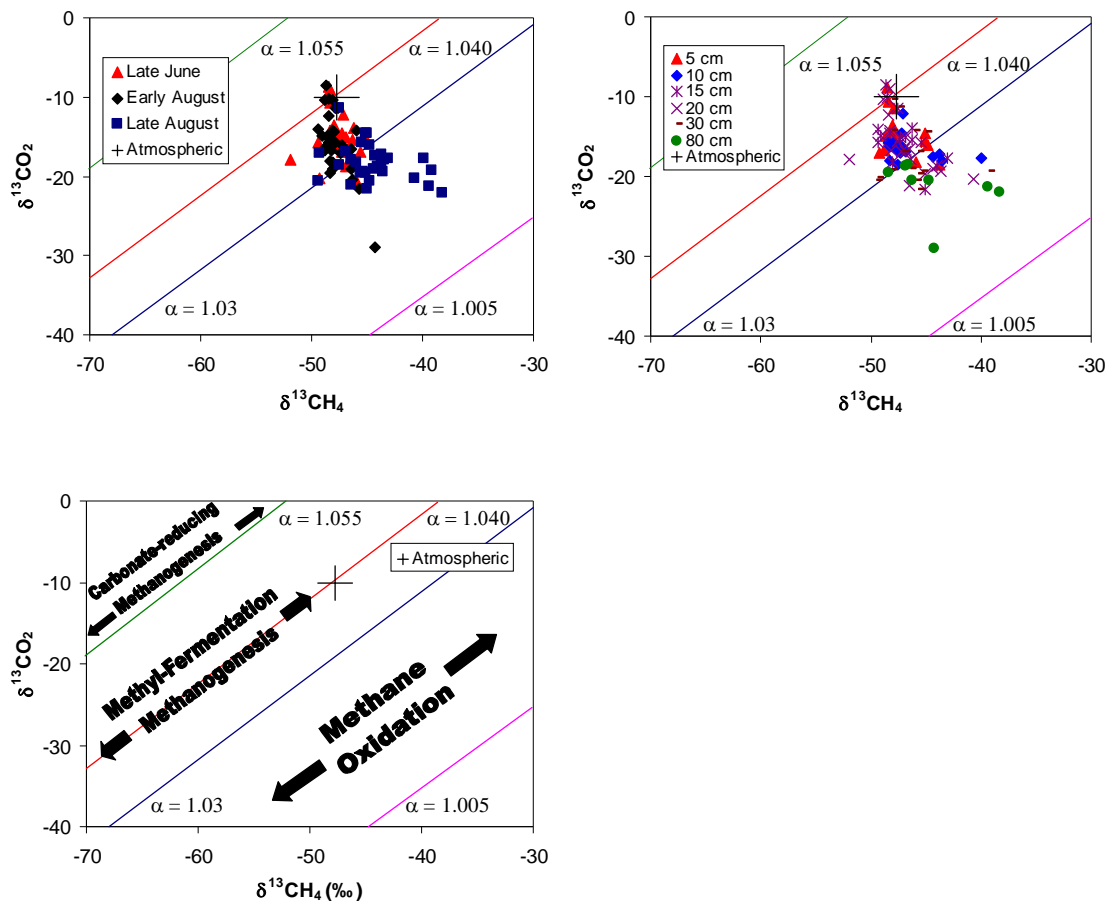 0
-10
-20
-30
-40
δ¹³CO₂
α = 1.055
α = 1.040
Late June
Early August
Late August
Atmospheric
α = 1.03
α = 1.005
-70
-60
-50
-40
-30
δ¹³CH₄
0
-10
-20
-30
-40
δ¹³CO₂
α = 1.055
α = 1.040
5 cm
10 cm
15 cm
20 cm
30 cm
80 cm
Atmospheric
α = 1.03
α = 1.005
-70
-60
-50
-40
-30
δ¹³CH₄
0
-10
-20
-30
-40
δ¹³CO₂
Carbonate-reducing
Methanogenesis
α = 1.055
α = 1.040
Atmospheric
Methyl-Fermentation
Methanogenesis
Methane
Oxidation
α = 1.03
α = 1.005
-70
-60
-50
-40
-30
δ¹³CH₄ (‰)